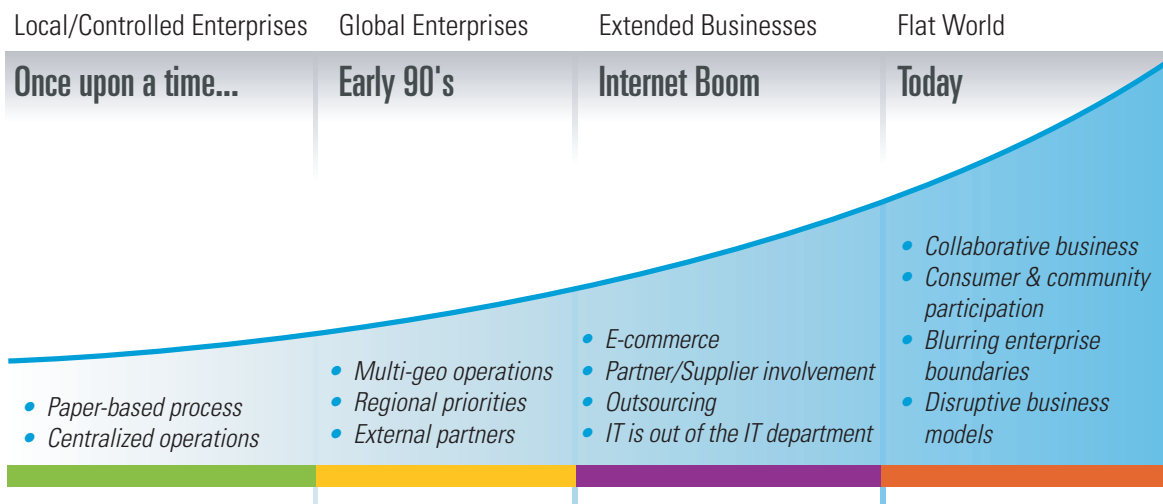 Local/Controlled Enterprises
Once upon a time...
• Paper-based process
• Centralized operations
Global Enterprises
Early 90's
• Multi-geo operations
• Regional priorities
• External partners
Extended Businesses
Internet Boom
• E-commerce
• Partner/Supplier involvement
• Outsourcing
• IT is out of the IT department
Flat World
Today
• Collaborative business
• Consumer & community
participation
• Blurring enterprise
boundaries
• Disruptive business
models